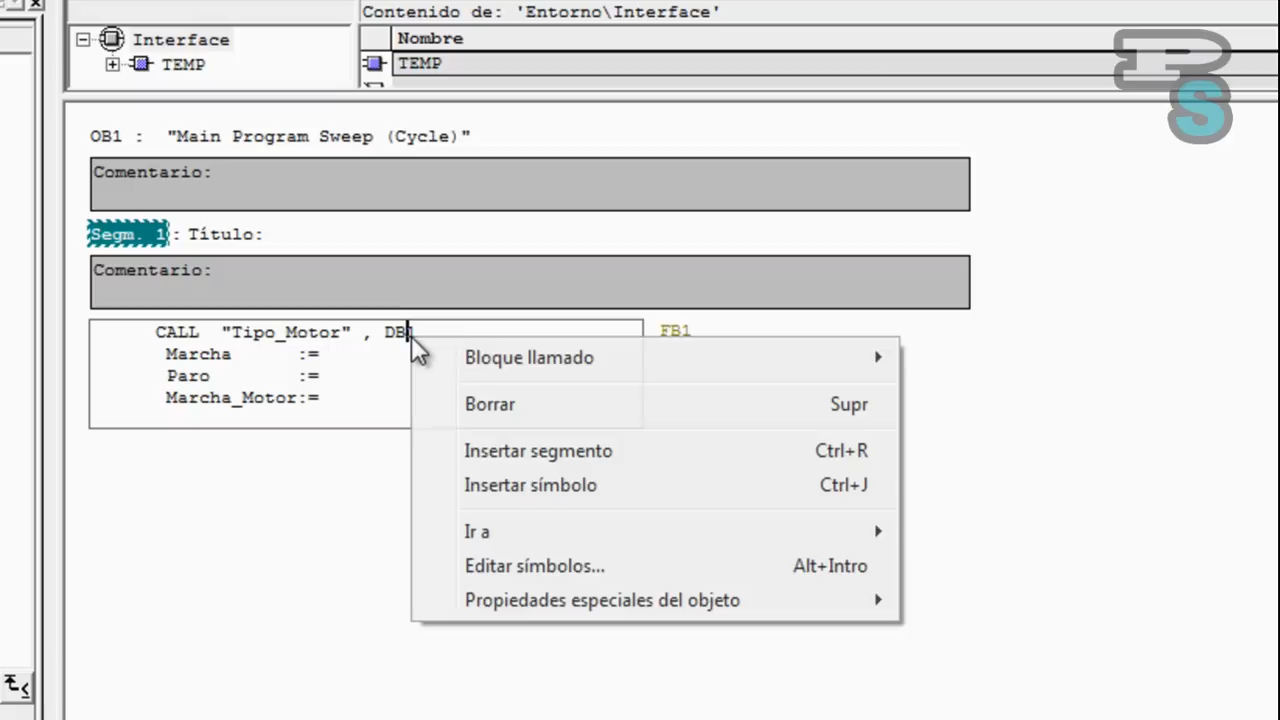 Contenido de: 'Entorno\Interface'
Interface
Nombre
TEMP
TEMP
PS
OB1 : "Main Program Sweep (Cycle)"
Comentario:
Segm. 1: Título:
Comentario:
CALL "Tipo_Motor" , DB1
FB1
Marcha :=
Paro :=
Marcha_Motor:=
Bloque llamado
Borrar Supr
Insertar segmento Ctrl+R
Insertar símbolo Ctrl+J
Ir a
Editar símbolos... Alt+Intro
Propiedades especiales del objeto